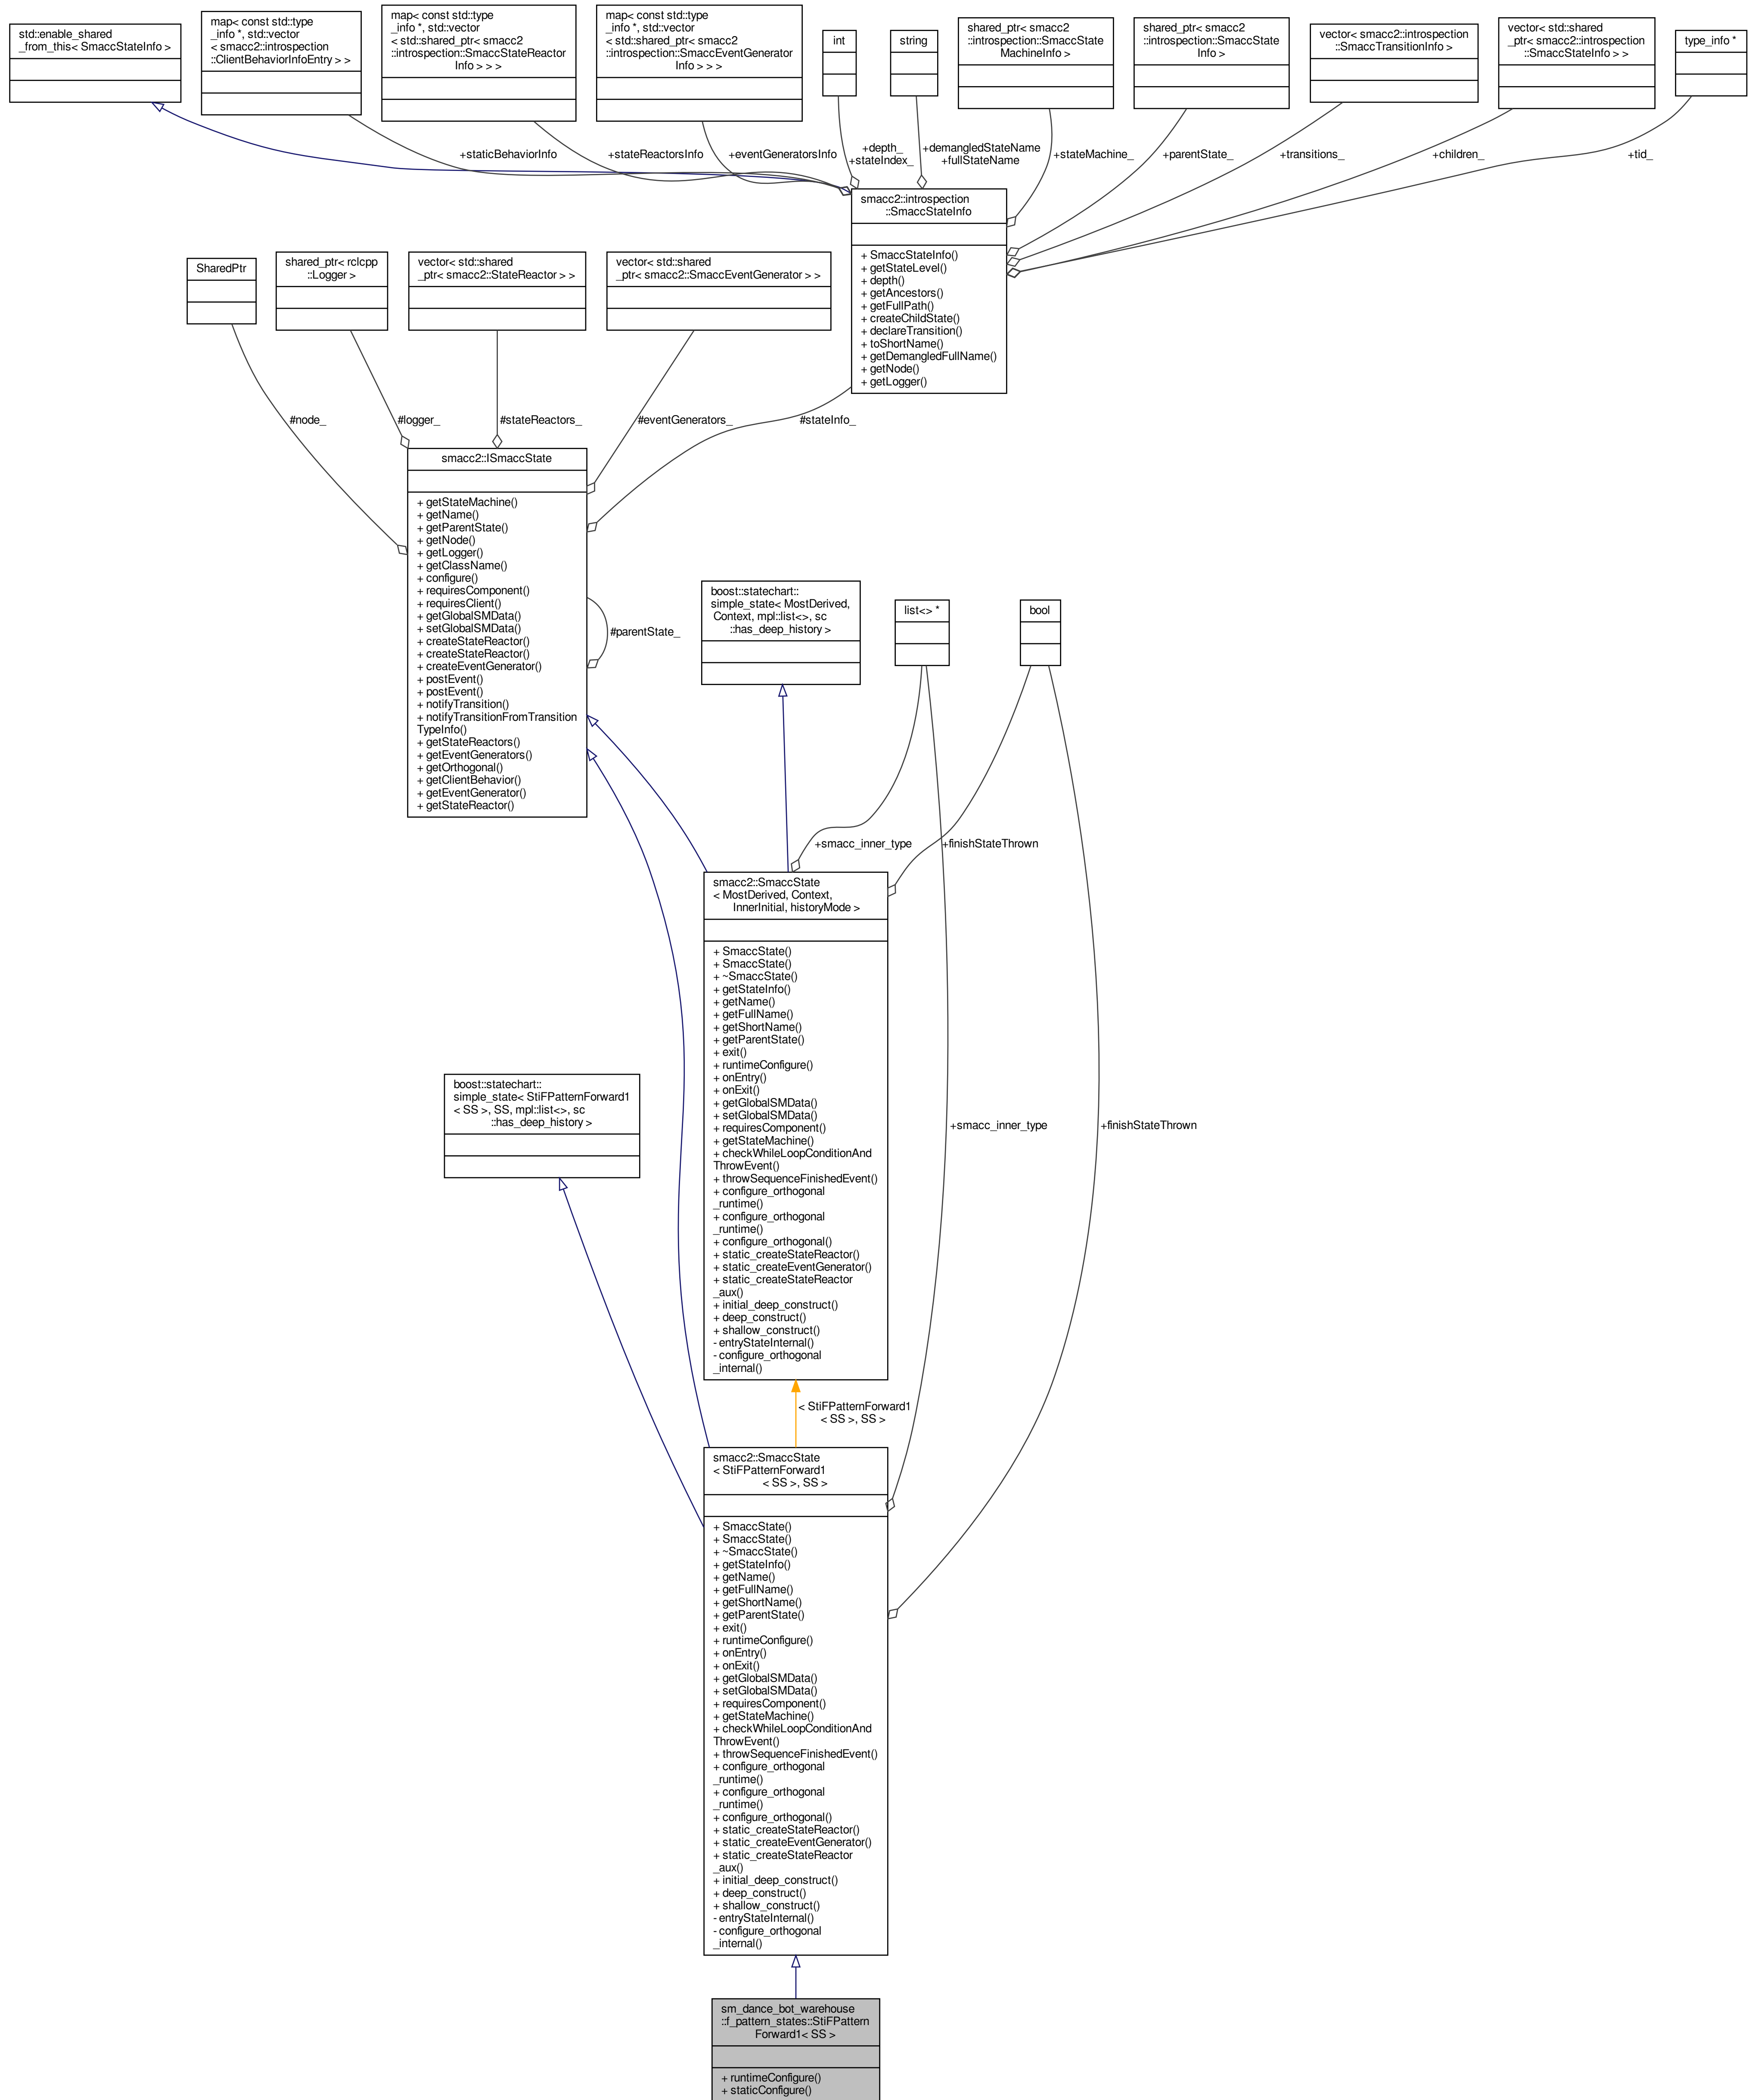 std::enable_shared
_from_this< SmaccStateInfo >
map< const std::type
_info *, std::vector
< smacc2::introspection
::ClientBehaviorInfoEntry > >
map< const std::type
_info *, std::vector
< std::shared_ptr< smacc2
::introspection::SmaccStateReactor
Info > > >
map< const std::type
_info *, std::vector
< std::shared_ptr< smacc2
::introspection::SmaccEventGenerator
Info > > >
int
string
shared_ptr< smacc2
::introspection::SmaccState
MachineInfo >
shared_ptr< smacc2
::introspection::SmaccState
Info >
vector< smacc2::introspection
::SmaccTransitionInfo >
vector< std::shared
_ptr< smacc2::introspection
::SmaccStateInfo > >
type_info *
+staticBehaviorInfo
+stateReactorsInfo
+eventGeneratorsInfo
+depth_
+stateIndex_
+demangledStateName
+fullStateName
+stateMachine_
+parentState_
+transitions_
+children_
+tid_
smacc2::introspection
::SmaccStateInfo
+ SmaccStateInfo()
+ getStateLevel()
+ depth()
+ getAncestors()
+ getFullPath()
+ createChildState()
+ declareTransition()
+ toShortName()
+ getDemangledFullName()
+ getNode()
+ getLogger()
SharedPtr
shared_ptr< rclcpp
::Logger >
vector< std::shared
_ptr< smacc2::StateReactor > >
vector< std::shared
_ptr< smacc2::SmaccEventGenerator > >
#node_
#logger_
#stateReactors_
#eventGenerators_
#stateInfo_
smacc2::ISmaccState
+ getStateMachine()
+ getName()
+ getParentState()
+ getNode()
+ getLogger()
+ getClassName()
+ configure()
+ requiresComponent()
+ requiresClient()
+ getGlobalSMData()
+ setGlobalSMData()
+ createStateReactor()
+ createStateReactor()
+ createEventGenerator()
+ postEvent()
+ postEvent()
+ notifyTransition()
+ notifyTransitionFromTransition
TypeInfo()
+ getStateReactors()
+ getEventGenerators()
+ getOrthogonal()
+ getClientBehavior()
+ getEventGenerator()
+ getStateReactor()
#parentState_
boost::statechart::
simple_state< MostDerived,
Context, mpl::list<>, sc
::has_deep_history >
list<> *
bool
+smacc_inner_type
+finishStateThrown
smacc2::SmaccState
< MostDerived, Context,
InnerInitial, historyMode >
+ SmaccState()
+ SmaccState()
+ ~SmaccState()
+ getStateInfo()
+ getName()
+ getFullName()
+ getShortName()
+ getParentState()
+ exit()
+ runtimeConfigure()
+ onEntry()
+ onExit()
+ getGlobalSMData()
+ setGlobalSMData()
+ requiresComponent()
+ getStateMachine()
+ checkWhileLoopConditionAnd
ThrowEvent()
+ throwSequenceFinishedEvent()
+ configure_orthogonal
_runtime()
+ configure_orthogonal
_runtime()
+ configure_orthogonal()
+ static_createStateReactor()
+ static_createEventGenerator()
+ static_createStateReactor
_aux()
+ initial_deep_construct()
+ deep_construct()
+ shallow_construct()
- entryStateInternal()
- configure_orthogonal
_internal()
boost::statechart::
simple_state< StiFPatternForward1
< SS >, SS, mpl::list<>, sc
::has_deep_history >
+smacc_inner_type
+finishStateThrown
< StiFPatternForward1
< SS >, SS >
smacc2::SmaccState
< StiFPatternForward1
< SS >, SS >
+ SmaccState()
+ SmaccState()
+ ~SmaccState()
+ getStateInfo()
+ getName()
+ getFullName()
+ getShortName()
+ getParentState()
+ exit()
+ runtimeConfigure()
+ onEntry()
+ onExit()
+ getGlobalSMData()
+ setGlobalSMData()
+ requiresComponent()
+ getStateMachine()
+ checkWhileLoopConditionAnd
ThrowEvent()
+ throwSequenceFinishedEvent()
+ configure_orthogonal
_runtime()
+ configure_orthogonal
_runtime()
+ configure_orthogonal()
+ static_createStateReactor()
+ static_createEventGenerator()
+ static_createStateReactor
_aux()
+ initial_deep_construct()
+ deep_construct()
+ shallow_construct()
- entryStateInternal()
- configure_orthogonal
_internal()
sm_dance_bot_warehouse
::f_pattern_states::StiFPattern
Forward1< SS >
+ runtimeConfigure()
+ staticConfigure()